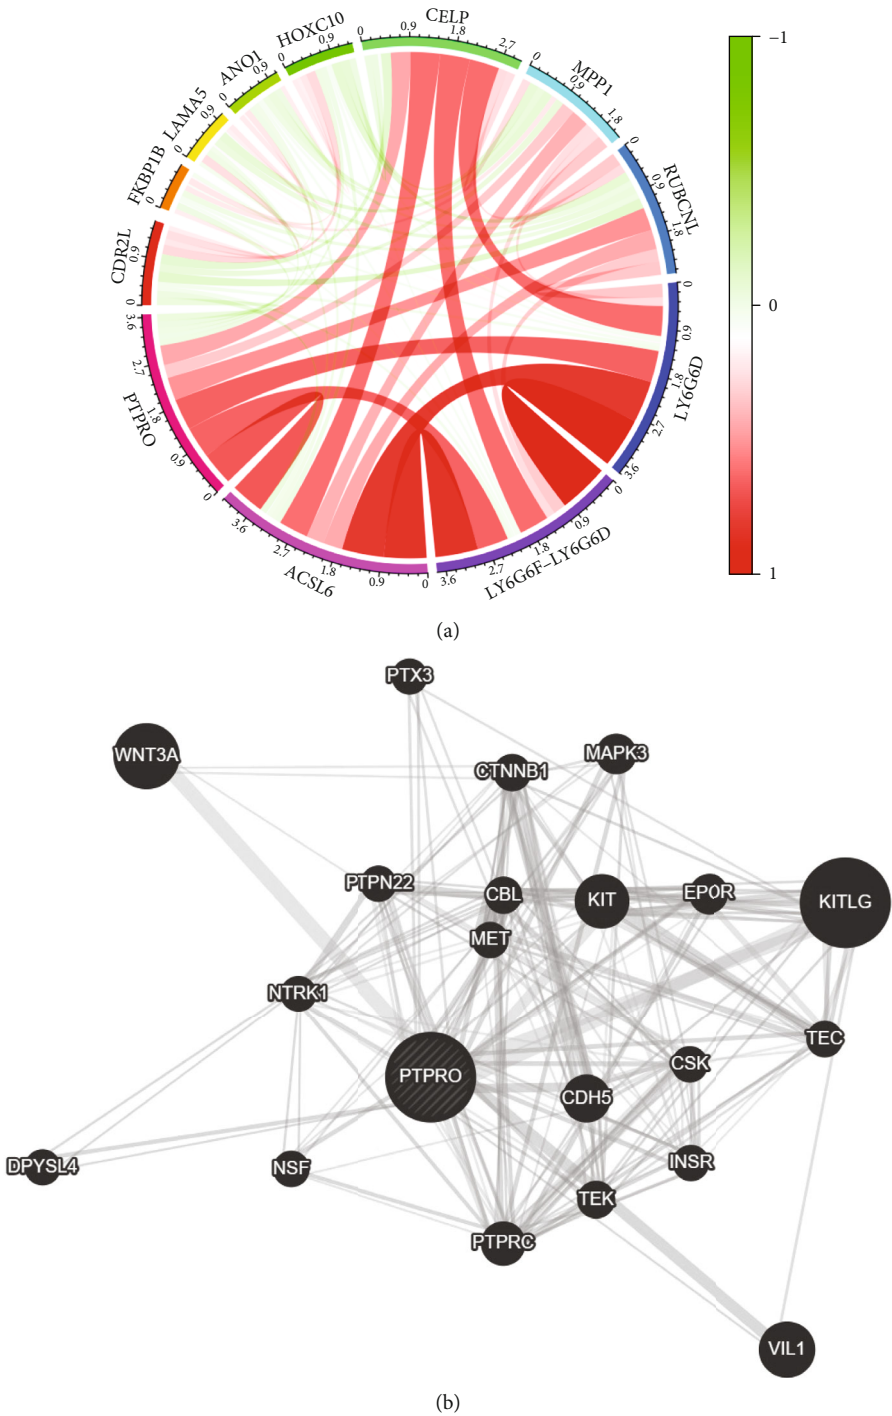 CELP
0
0.9
1.8
2.7
MPP1
0
0.9
1.8
RUBCNL
0
0.9
1.8
LY6G6D
0
0.9
1.8
2.7
3.6
LY6G6F–LY6G6D
0
0.9
1.8
2.7
3.6
ACSL6
0
0.9
1.8
2.7
3.6
PTPRO
0
0.9
1.8
2.7
3.6
CDR2L
0
0.9
FKBP1B
0
LAMA5
0
0.9
ANO1
0
0.9
HOXC10
0
0.9
−1
0
1
(a)
PTX3
WNT3A
CTNNB1
MAPK3
PTPN22
CBL
KIT
EPOR
KITLG
MET
NTRK1
TEC
PTPRO
CSK
CDH5
DPYSL4
NSF
INSR
TEK
PTPRC
VIL1
(b)